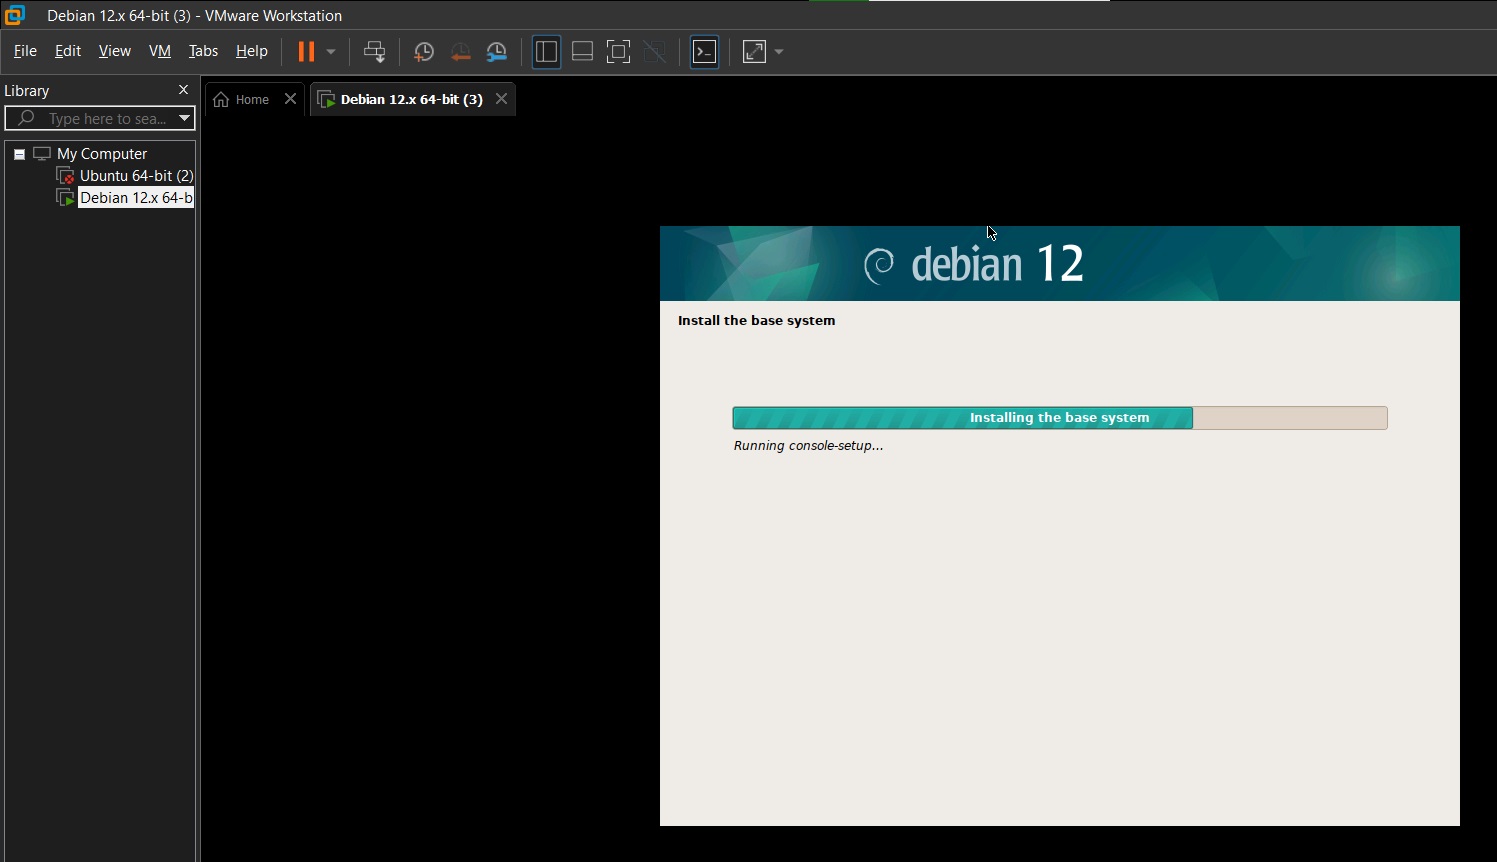 Debian 12.x 64-bit (3) - VMware Workstation
File Edit View VM Tabs Help
Library
Type here to sea...
Home
Debian 12.x 64-bit (3)
My Computer
Ubuntu 64-bit (2)
Debian 12.x 64-b
debian 12
Install the base system
Installing the base system
Running console-setup...